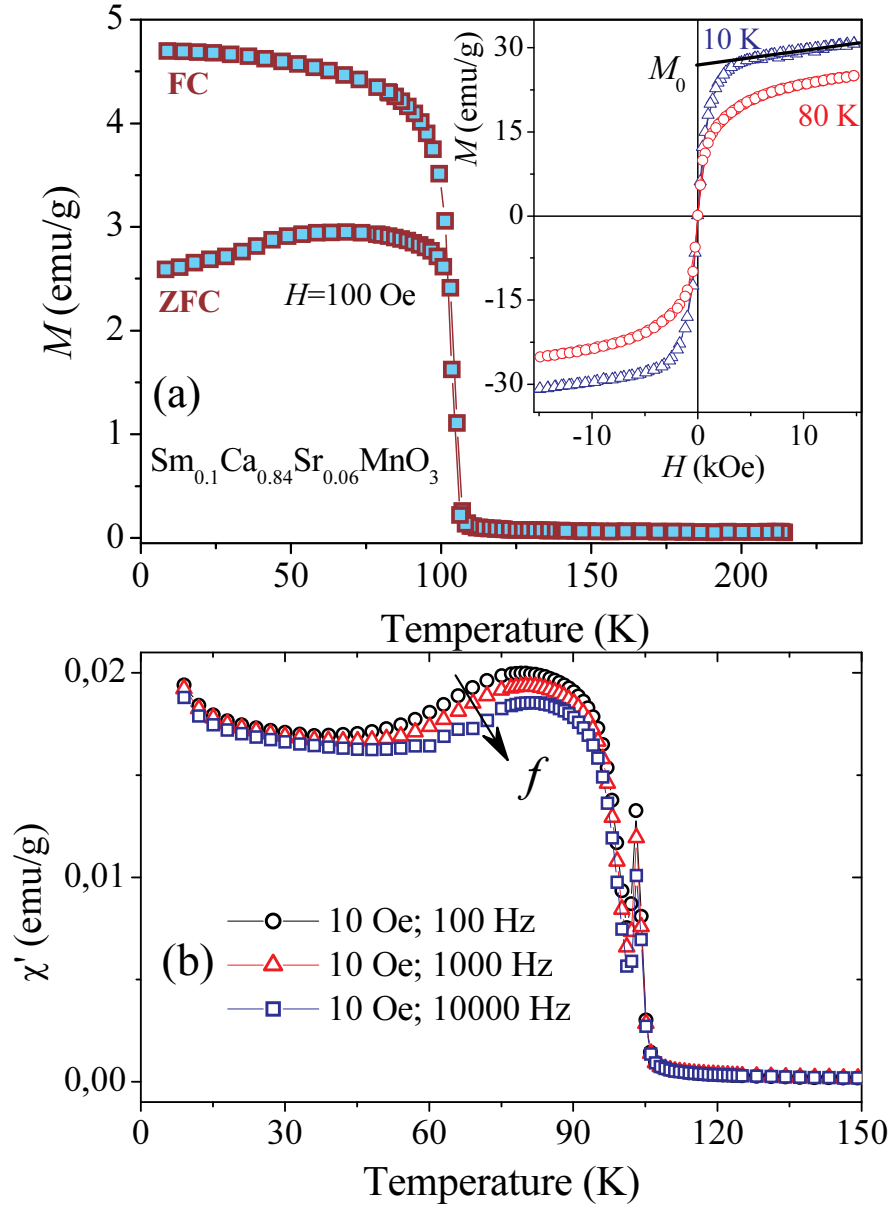 5
4
3
2
1
0
M (emu/g)
FC
ZFC
H=100 Oe
(a)
Sm0.1Ca0.84Sr0.06MnO3
0 50 100 150 200
Temperature (K)
30
15
0
-15
-30
M (emu/g)
10 K
M0
80 K
-10 0 10
H (kOe)
0,02
0,01
0,00
χ' (emu/g)
f
(b)
10 Oe; 100 Hz
10 Oe; 1000 Hz
10 Oe; 10000 Hz
0 30 60 90 120 150
Temperature (K)